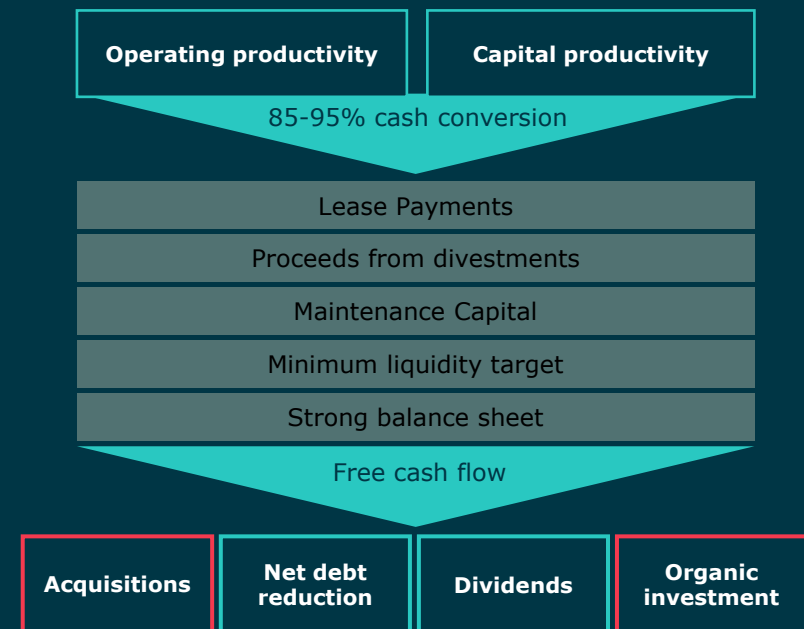 Operating productivity
Capital productivity
85-95% cash conversion
Lease Payments
Proceeds from divestments
Maintenance Capital
Minimum liquidity target
Strong balance sheet
Free cash flow
Acquisitions
Net debt
reduction
Dividends
Organic
investment